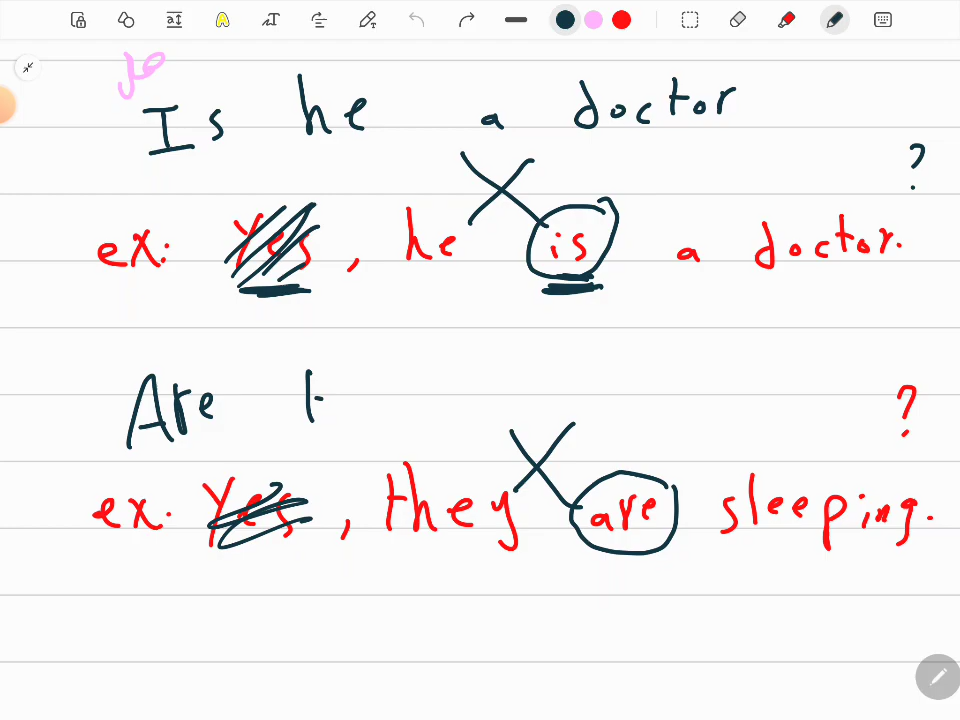 Is he a doctor
?
ex: Yes, he is a doctor.
Are t
?
ex. Yes, they are sleeping.